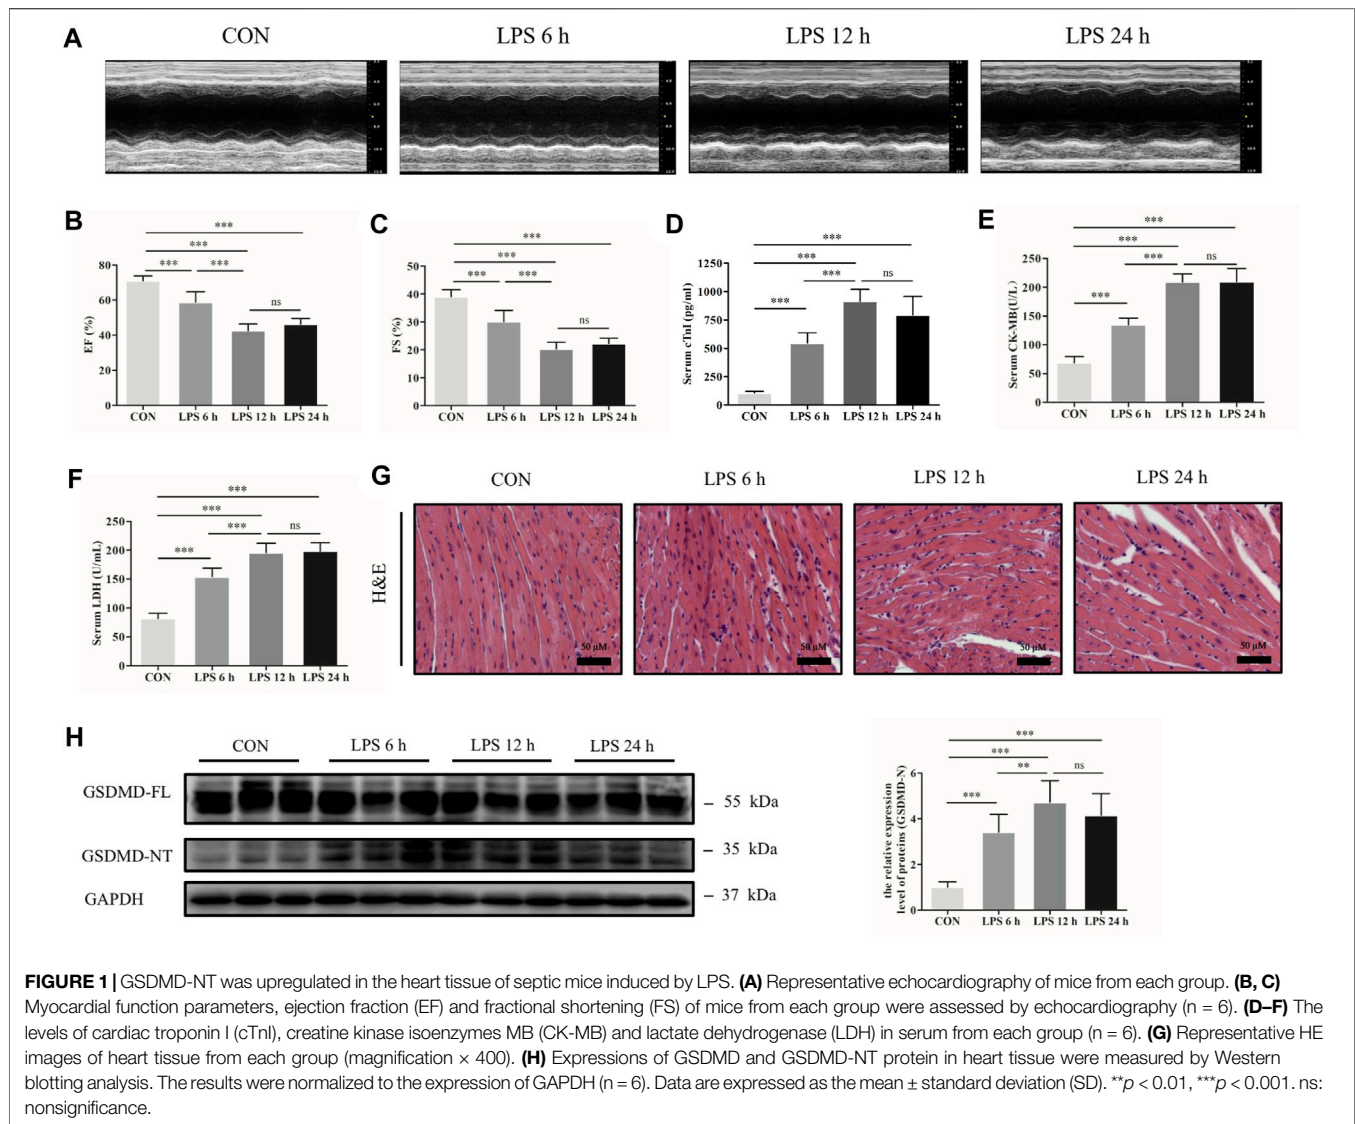 A
CON
LPS 6 h
LPS 12 h
LPS 24 h
B
***
***
***
***
ns
EF (%)
80
60
40
20
0
CON
LPS 6 h
LPS 12 h
LPS 24 h
C
***
***
***
***
ns
FS (%)
50
40
30
20
10
0
CON
LPS 6 h
LPS 12 h
LPS 24 h
D
***
***
***
***
ns
Serum cTnI (pg/ml)
1250
1000
750
500
250
0
CON
LPS 6 h
LPS 12 h
LPS 24 h
E
***
***
***
***
ns
Serum CK-MB(U/L)
250
200
150
100
50
0
CON
LPS 6 h
LPS 12 h
LPS 24 h
F
***
***
***
***
ns
Serum LDH (U/mL)
250
200
150
100
50
0
CON
LPS 6 h
LPS 12 h
LPS 24 h
G
CON
LPS 6 h
LPS 12 h
LPS 24 h
H&E
50 μM
50 μM
50 μM
50 μM
H
CON
LPS 6 h
LPS 12 h
LPS 24 h
GSDMD-FL
– 55 kDa
GSDMD-NT
– 35 kDa
GAPDH
– 37 kDa
***
***
**
***
ns
the relative expression
level of proteins (GSDMD-N)
6
4
2
0
CON
LPS 6 h
LPS 12 h
LPS 24 h
FIGURE 1 | GSDMD-NT was upregulated in the heart tissue of septic mice induced by LPS. (A) Representative echocardiography of mice from each group. (B, C)
Myocardial function parameters, ejection fraction (EF) and fractional shortening (FS) of mice from each group were assessed by echocardiography (n = 6). (D–F) The
levels of cardiac troponin I (cTnI), creatine kinase isoenzymes MB (CK-MB) and lactate dehydrogenase (LDH) in serum from each group (n = 6). (G) Representative HE
images of heart tissue from each group (magnification × 400). (H) Expressions of GSDMD and GSDMD-NT protein in heart tissue were measured by Western
blotting analysis. The results were normalized to the expression of GAPDH (n = 6). Data are expressed as the mean ± standard deviation (SD). **p < 0.01, ***p < 0.001. ns:
nonsignificance.